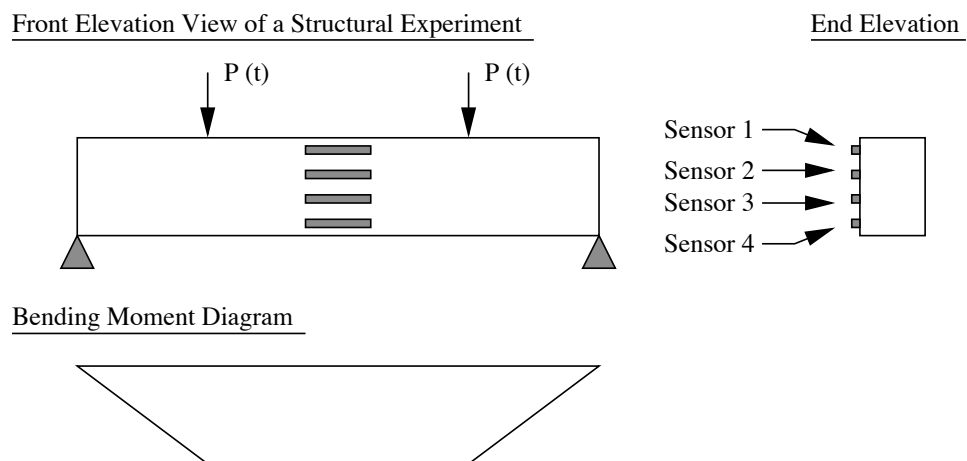 Front Elevation View of a Structural Experiment
End Elevation
P (t)
P (t)
Sensor 1
Sensor 2
Sensor 3
Sensor 4
Bending Moment Diagram